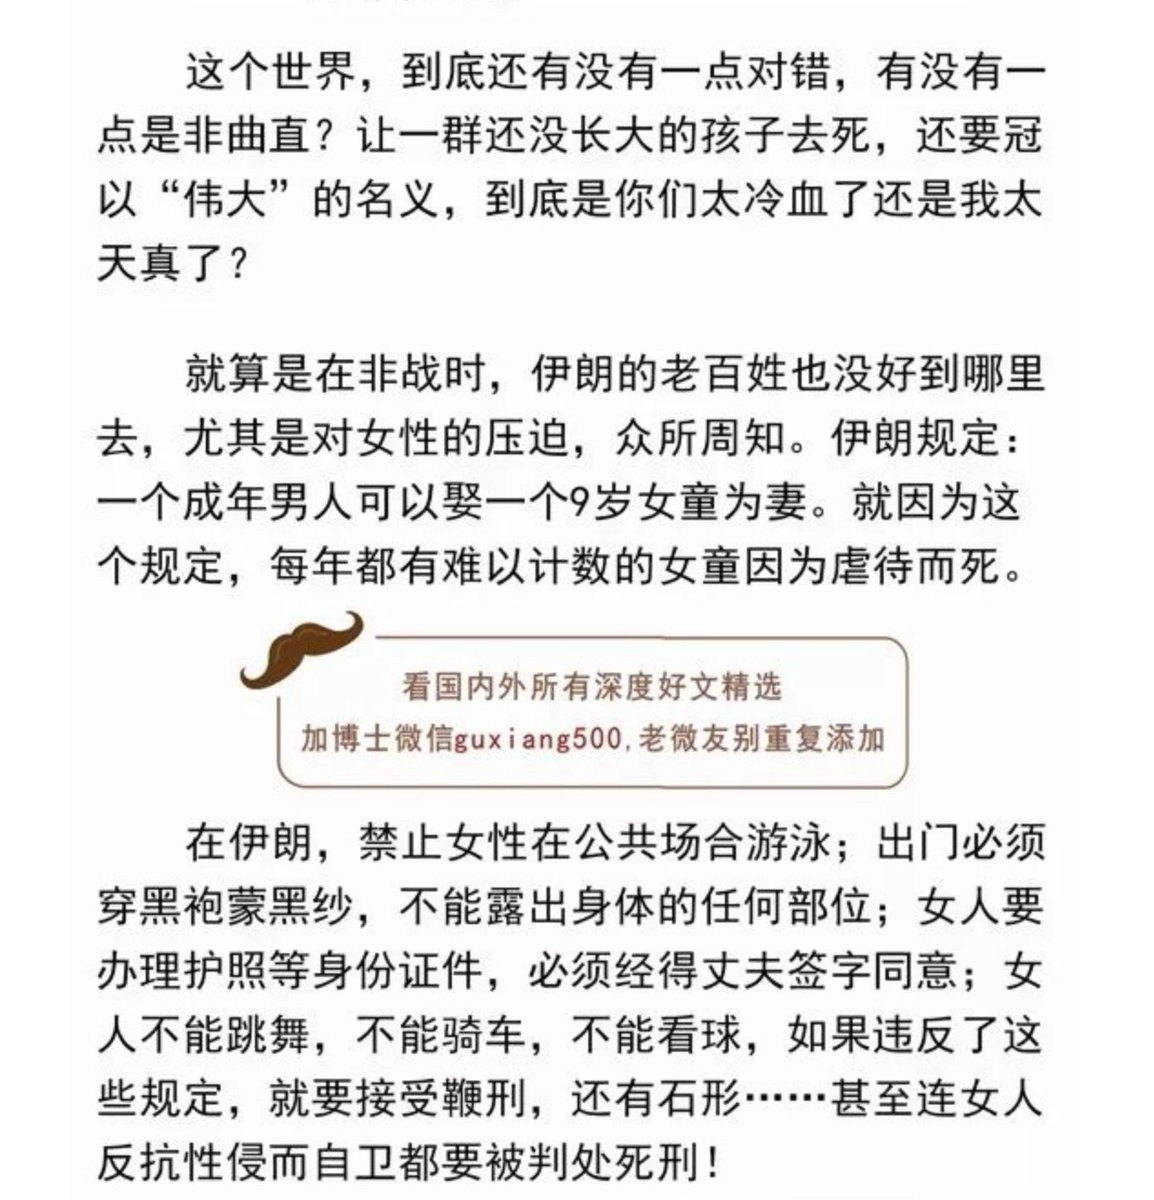 这个世界，到底还有没有一点对错，有没有一
点是非曲直？让一群还没长大的孩子去死，还要冠
以“伟大”的名义，到底是你们太冷血了还是我太
天真了？
就算是在非战时，伊朗的老百姓也没好到哪里
去，尤其是对女性的压迫，众所周知。伊朗规定：
一个成年男人可以娶一个9岁女童为妻。就因为这
个规定，每年都有难以计数的女童因为虐待而死。
看国内外所有深度好文精选
加博士微信guxiang500,老微友别重复添加
在伊朗，禁止女性在公共场合游泳；出门必须
穿黑袍蒙黑纱，不能露出身体的任何部位；女人要
办理护照等身份证件，必须经得丈夫签字同意；女
人不能跳舞，不能骑车，不能看球，如果违反了这
些规定，就要接受鞭刑，还有石形……甚至连女人
反抗性侵而自卫都要被判处死刑！